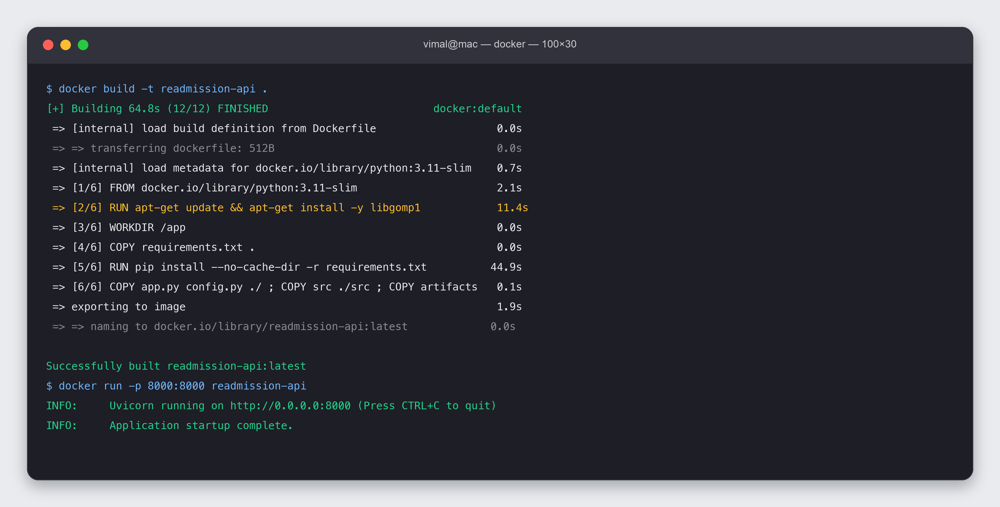 vimal@mac — docker — 100×30
$ docker build -t readmission-api .
[+] Building 64.8s (12/12) FINISHED                          docker:default
 => [internal] load build definition from Dockerfile                   0.0s
 => => transferring dockerfile: 512B                                   0.0s
 => [internal] load metadata for docker.io/library/python:3.11-slim    0.7s
 => [1/6] FROM docker.io/library/python:3.11-slim                      2.1s
 => [2/6] RUN apt-get update && apt-get install -y libgomp1            11.4s
 => [3/6] WORKDIR /app                                                 0.0s
 => [4/6] COPY requirements.txt .                                      0.0s
 => [5/6] RUN pip install --no-cache-dir -r requirements.txt          44.9s
 => [6/6] COPY app.py config.py ./ ; COPY src ./src ; COPY artifacts   0.1s
 => exporting to image                                                 1.9s
 => => naming to docker.io/library/readmission-api:latest             0.0s
Successfully built readmission-api:latest
$ docker run -p 8000:8000 readmission-api
INFO:     Uvicorn running on http://0.0.0.0:8000 (Press CTRL+C to quit)
INFO:     Application startup complete.